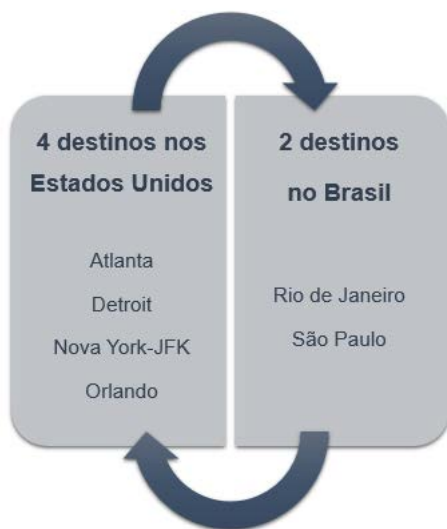 4 destinos nos
Estados Unidos
Atlanta
Detroit
Nova York-JFK
Orlando
2 destinos
no Brasil
Rio de Janeiro
São Paulo